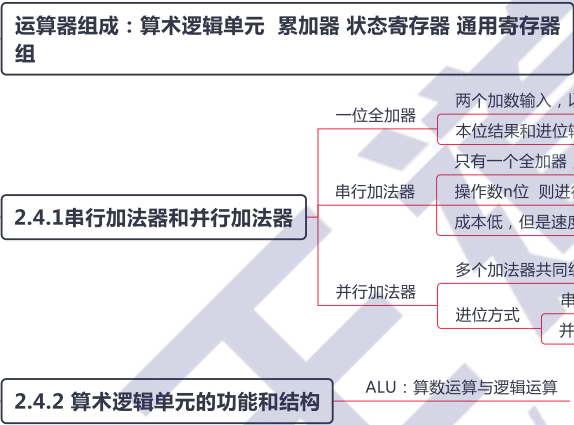 运算器组成：算术逻辑单元 累加器 状态寄存器 通用寄存器
组
一位全加器
两个加数输入，
本位结果和进位
2.4.1串行加法器和并行加法器
串行加法器
只有一个全加器
操作数n位 则进
成本低，但是速
并行加法器
多个加法器共同
进位方式
串
并
2.4.2 算术逻辑单元的功能和结构
ALU：算数运算与逻辑运算